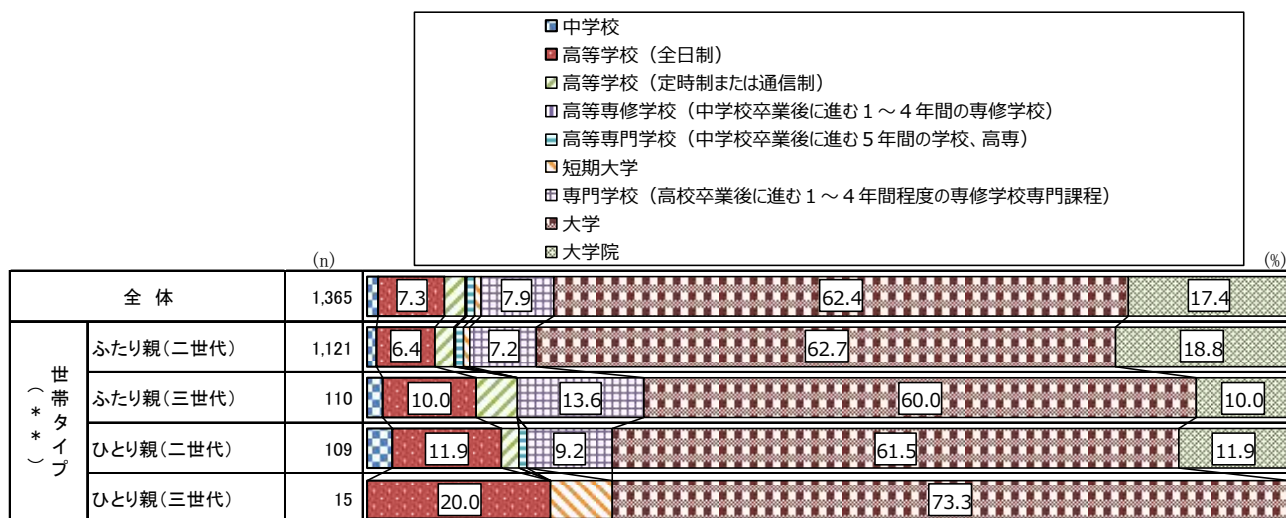 中学校
高等学校（全日制）
高等学校（定時制または通信制）
高等専修学校（中学校卒業後に進む１～４年間の専修学校）
高等専門学校（中学校卒業後に進む５年間の学校、高専）
短期大学
専門学校（高校卒業後に進む１～４年間程度の専修学校専門課程）
大学
大学院
(n) (%)
全 体 1,365 7.3 7.9 62.4 17.4
世帯タイプ（**）
ふたり親（二世代） 1,121 6.4 7.2 62.7 18.8
ふたり親（三世代） 110 10.0 13.6 60.0 10.0
ひとり親（二世代） 109 11.9 9.2 61.5 11.9
ひとり親（三世代） 15 20.0 73.3